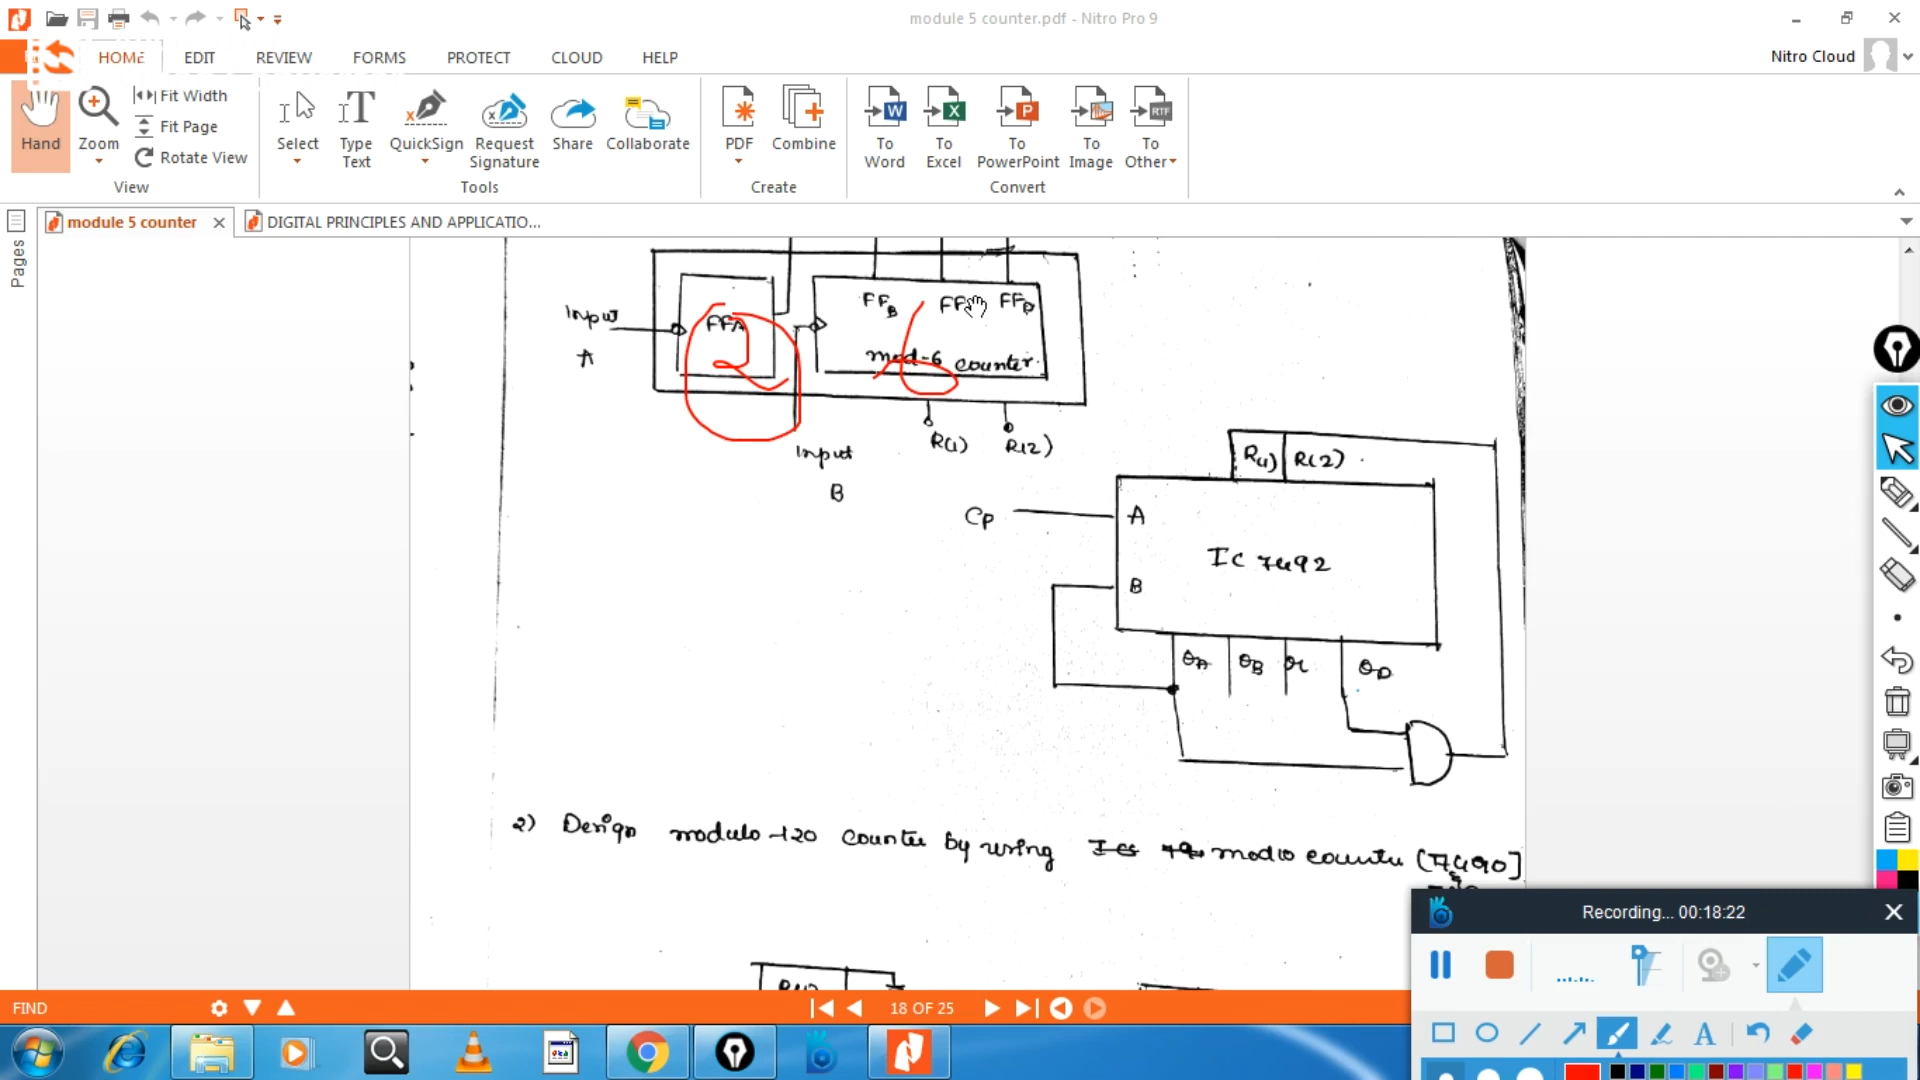 module 5 counter.pdf - Nitro Pro 9
HOME EDIT REVIEW FORMS PROTECT CLOUD HELP
Nitro Cloud
Hand
Zoom
Fit Width
Fit Page
Rotate View
View
Select
Type Text
QuickSign
Request Signature
Share
Collaborate
Tools
PDF
Combine
Create
To Word
To Excel
To PowerPoint
To Image
To Other
Convert
module 5 counter
DIGITAL PRINCIPLES AND APPLICATIO...
Pages
Input
A
FFA
2
FFB FF FFD
mod-6 counter
6
R(1) R(2)
Input
B
R(1) R(2)
CP
A
IC 7492
B
QA QB QC QD
2) Design modulo-120 counter by using ICs mod10 counter (7490]
Recording... 00:18:22
FIND
18 OF 25